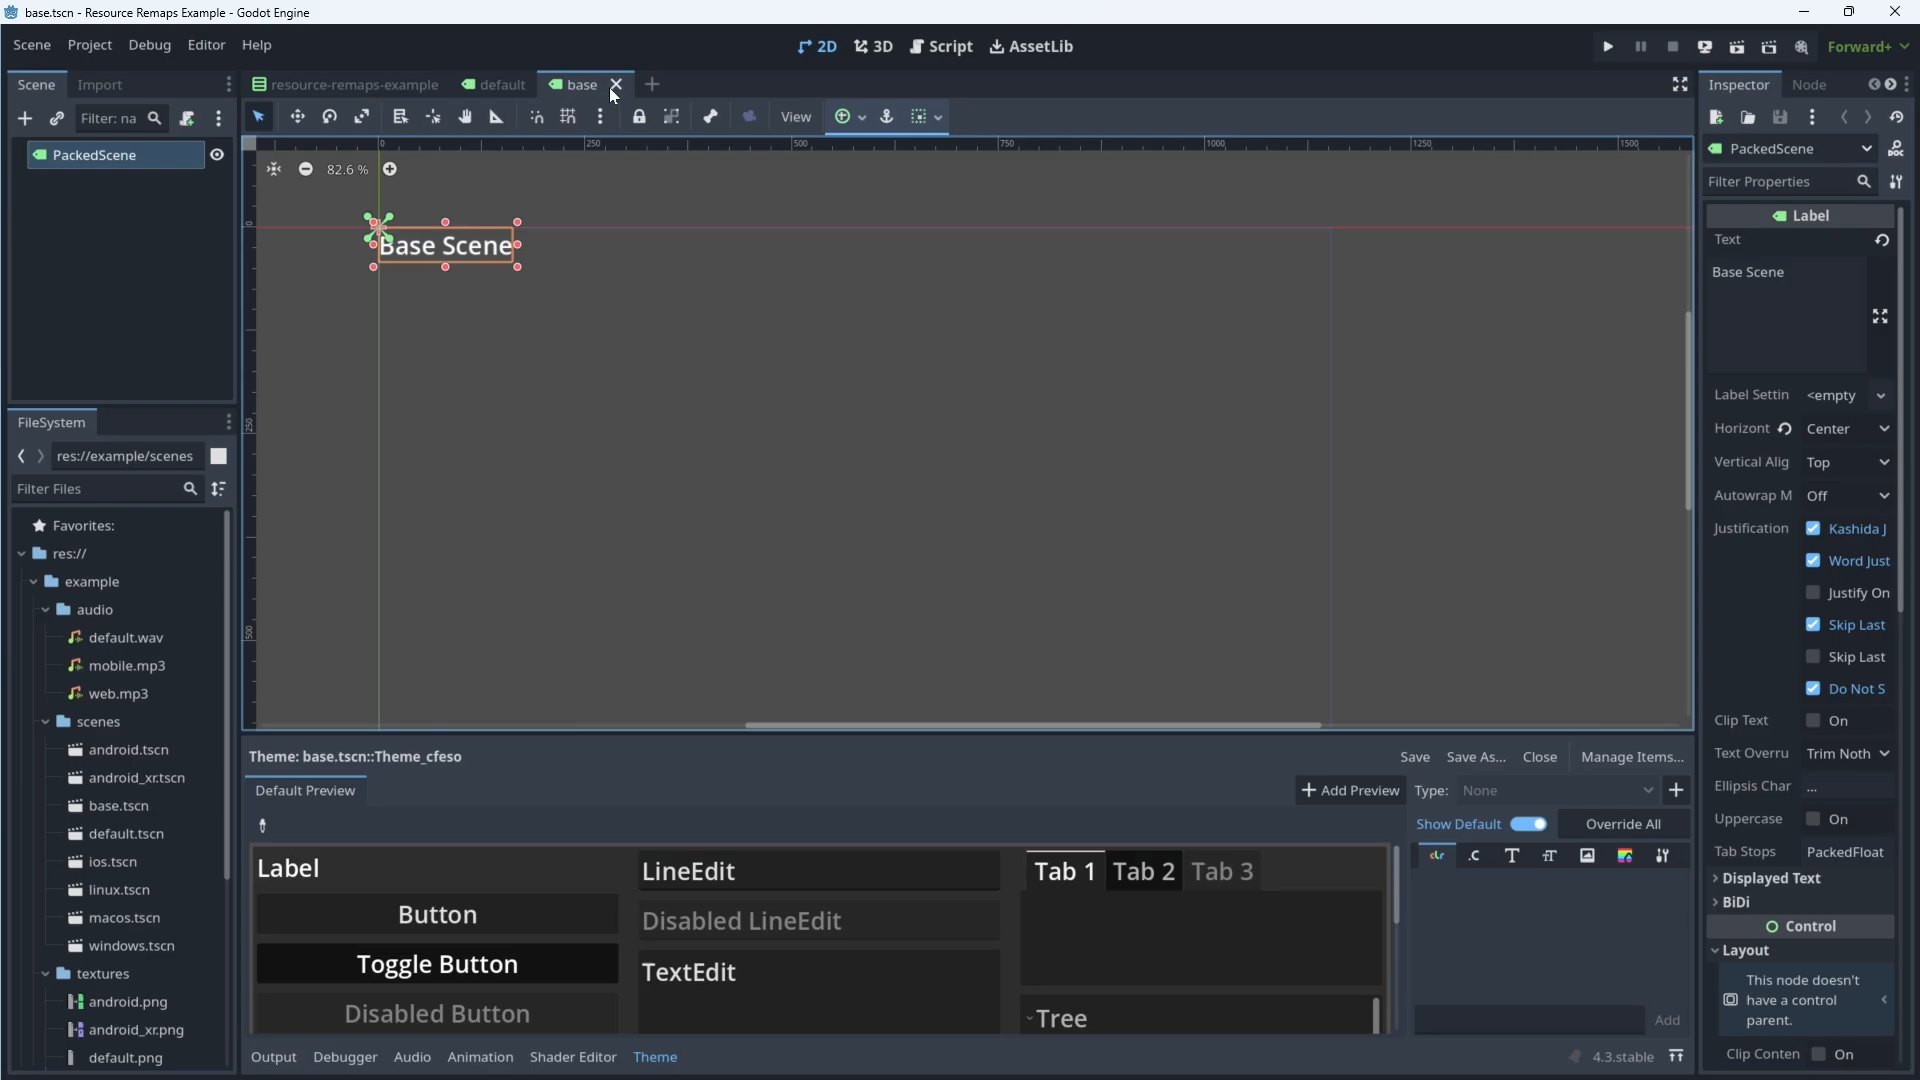 base.tscn - Resource Remaps Example - Godot Engine
Scene Project Debug Editor Help
2D 3D Script AssetLib
Forward+
Scene Import
resource-remaps-example default base
Inspector Node
Filter: na
View
PackedScene
PackedScene
Filter Properties
0 250 500 750 1000 1250 1500
0
250
500
82.6 %
Base Scene
Label
Text
Base Scene
Label Settin <empty
Horizont Center
Vertical Alig Top
Autowrap M Off
Justification Kashida J
Word Just
Justify On
Skip Last
Skip Last
Do Not S
Clip Text On
Text Overru Trim Noth
Ellipsis Char ...
Uppercase On
Tab Stops PackedFloat
Displayed Text
BiDi
Control
Layout
This node doesn't
have a control
parent.
Clip Conten On
FileSystem
res://example/scenes
Filter Files
Favorites:
res://
example
audio
default.wav
mobile.mp3
web.mp3
scenes
android.tscn
android_xr.tscn
base.tscn
default.tscn
ios.tscn
linux.tscn
macos.tscn
windows.tscn
textures
android.png
android_xr.png
default.png
Theme: base.tscn::Theme_cfeso
Save Save As... Close Manage Items...
Default Preview
Add Preview Type: None
Show Default Override All
Label
Button
Toggle Button
Disabled Button
LineEdit
Disabled LineEdit
TextEdit
Tab 1 Tab 2 Tab 3
Tree
Add
Output Debugger Audio Animation Shader Editor Theme
4.3.stable